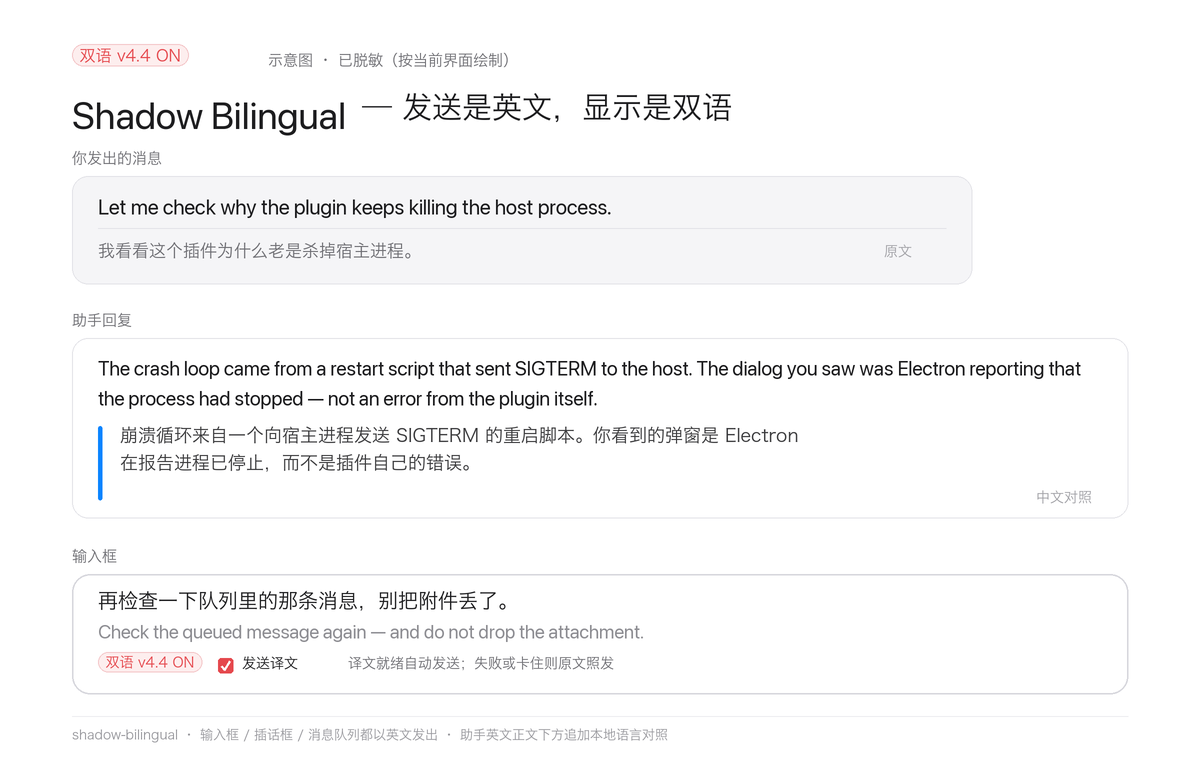 双语 v4.4 ON
示意图 · 已脱敏（按当前界面绘制）
Shadow Bilingual — 发送是英文，显示是双语
你发出的消息
Let me check why the plugin keeps killing the host process.
我看看这个插件为什么老是杀掉宿主进程。
原文
助手回复
The crash loop came from a restart script that sent SIGTERM to the host. The dialog you saw was Electron reporting that
the process had stopped — not an error from the plugin itself.
崩溃循环来自一个向宿主进程发送 SIGTERM 的重启脚本。你看到的弹窗是 Electron
在报告进程已停止，而不是插件自己的错误。
中文对照
输入框
再检查一下队列里的那条消息，别把附件丢了。
Check the queued message again — and do not drop the attachment.
双语 v4.4 ON 发送译文 译文就绪自动发送；失败或卡住则原文照发
shadow-bilingual · 输入框 / 插话框 / 消息队列都以英文发出 · 助手英文正文下方追加本地语言对照